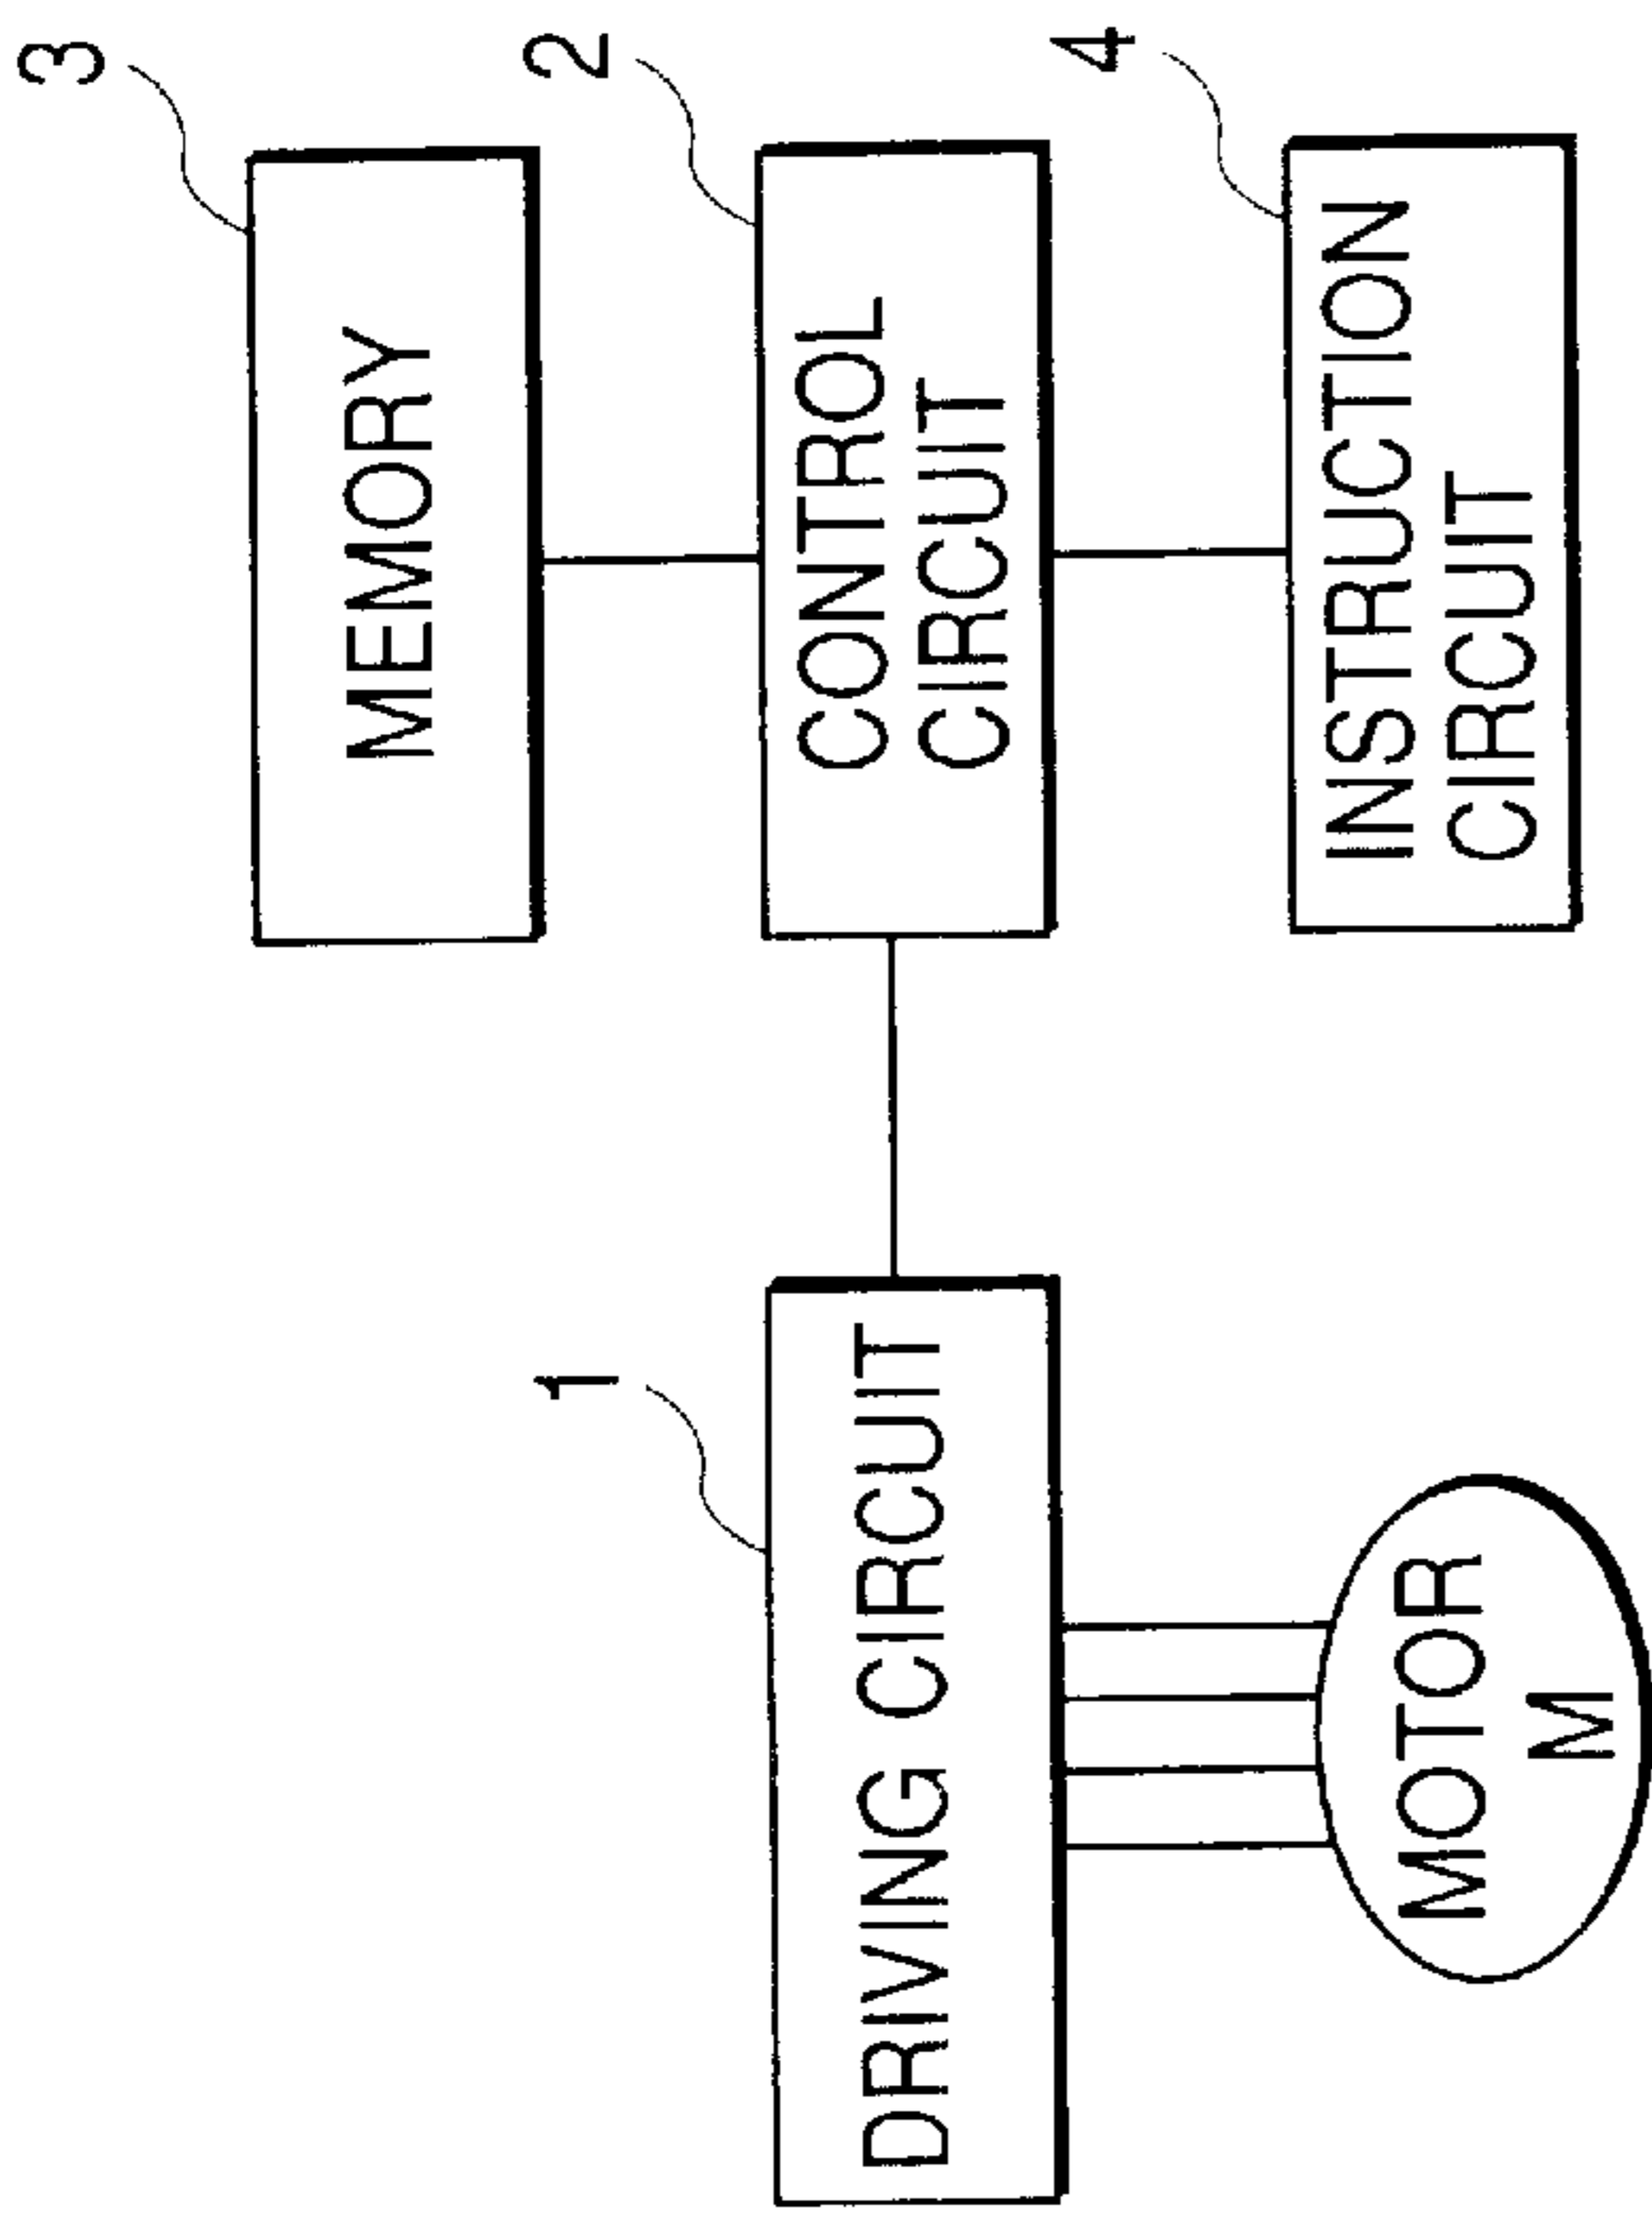 3
MEMORY
2
CONTROL
CIRCUIT
4
INSTRUCTION
CIRCUIT
1
DRIVING CIRCUIT
MOTOR
M